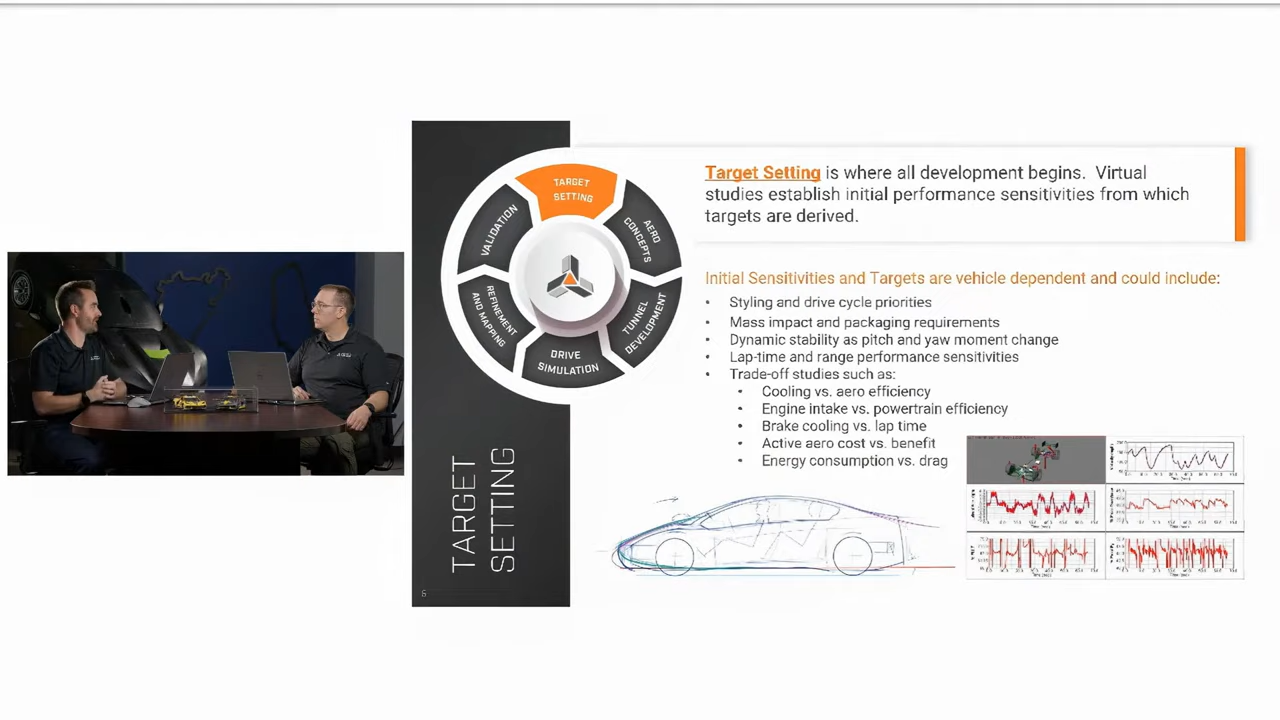 TARGET
SETTING
AERO
CONCEPTS
TUNNEL
DEVELOPMENT
DRIVE
SIMULATION
REFINEMENT
AND MAPPING
VALIDATION
TARGET
SETTING
Target Setting is where all development begins. Virtual
studies establish initial performance sensitivities from which
targets are derived.
Initial Sensitivities and Targets are vehicle dependent and could include:
• Styling and drive cycle priorities
• Mass impact and packaging requirements
• Dynamic stability as pitch and yaw moment change
• Lap-time and range performance sensitivities
• Trade-off studies such as:
• Cooling vs. aero efficiency
• Engine intake vs. powertrain efficiency
• Brake cooling vs. lap time
• Active aero cost vs. benefit
• Energy consumption vs. drag